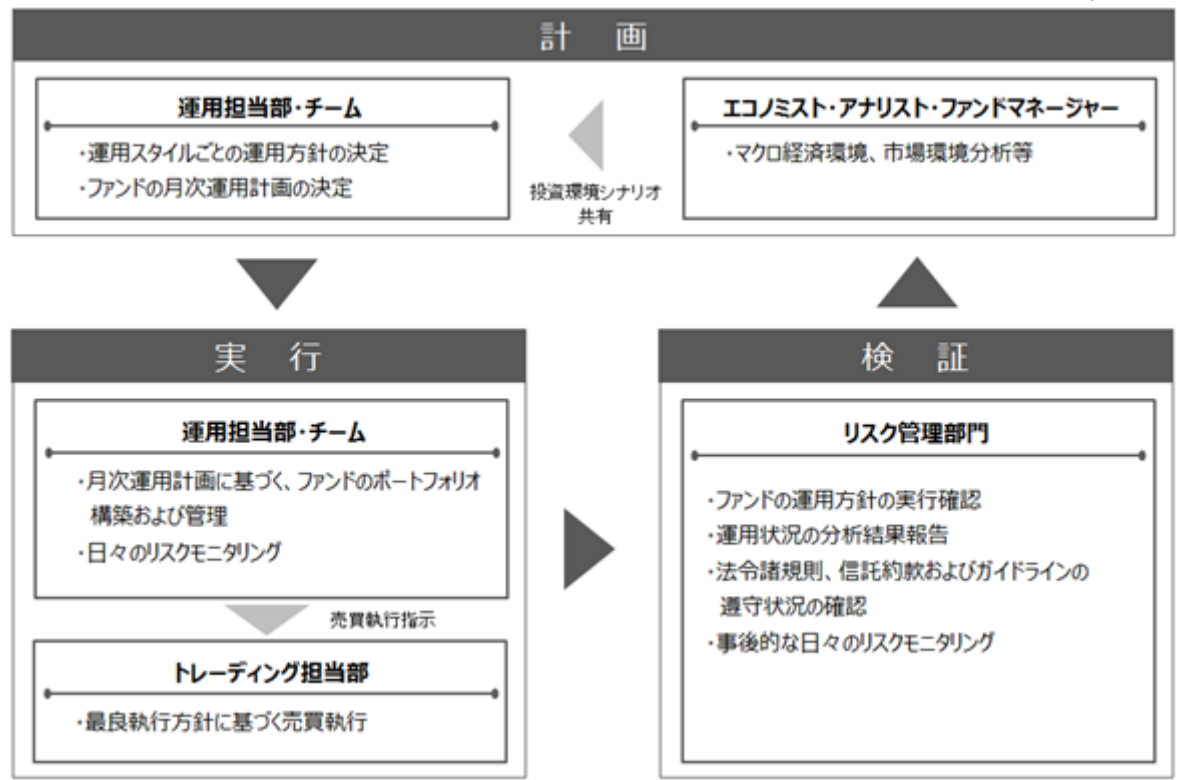 計　画
運用担当部・チーム
・運用スタイルごとの運用方針の決定
・ファンドの月次運用計画の決定
投資環境シナリオ
共有
エコノミスト・アナリスト・ファンドマネージャー
・マクロ経済環境、市場環境分析等
実　行
運用担当部・チーム
・月次運用計画に基づく、ファンドのポートフォリオ
構築および管理
・日々のリスクモニタリング
売買執行指示
トレーディング担当部
・最良執行方針に基づく売買執行
検　証
リスク管理部門
・ファンドの運用方針の実行確認
・運用状況の分析結果報告
・法令諸規則、信託約款およびガイドラインの
遵守状況の確認
・事後的な日々のリスクモニタリング